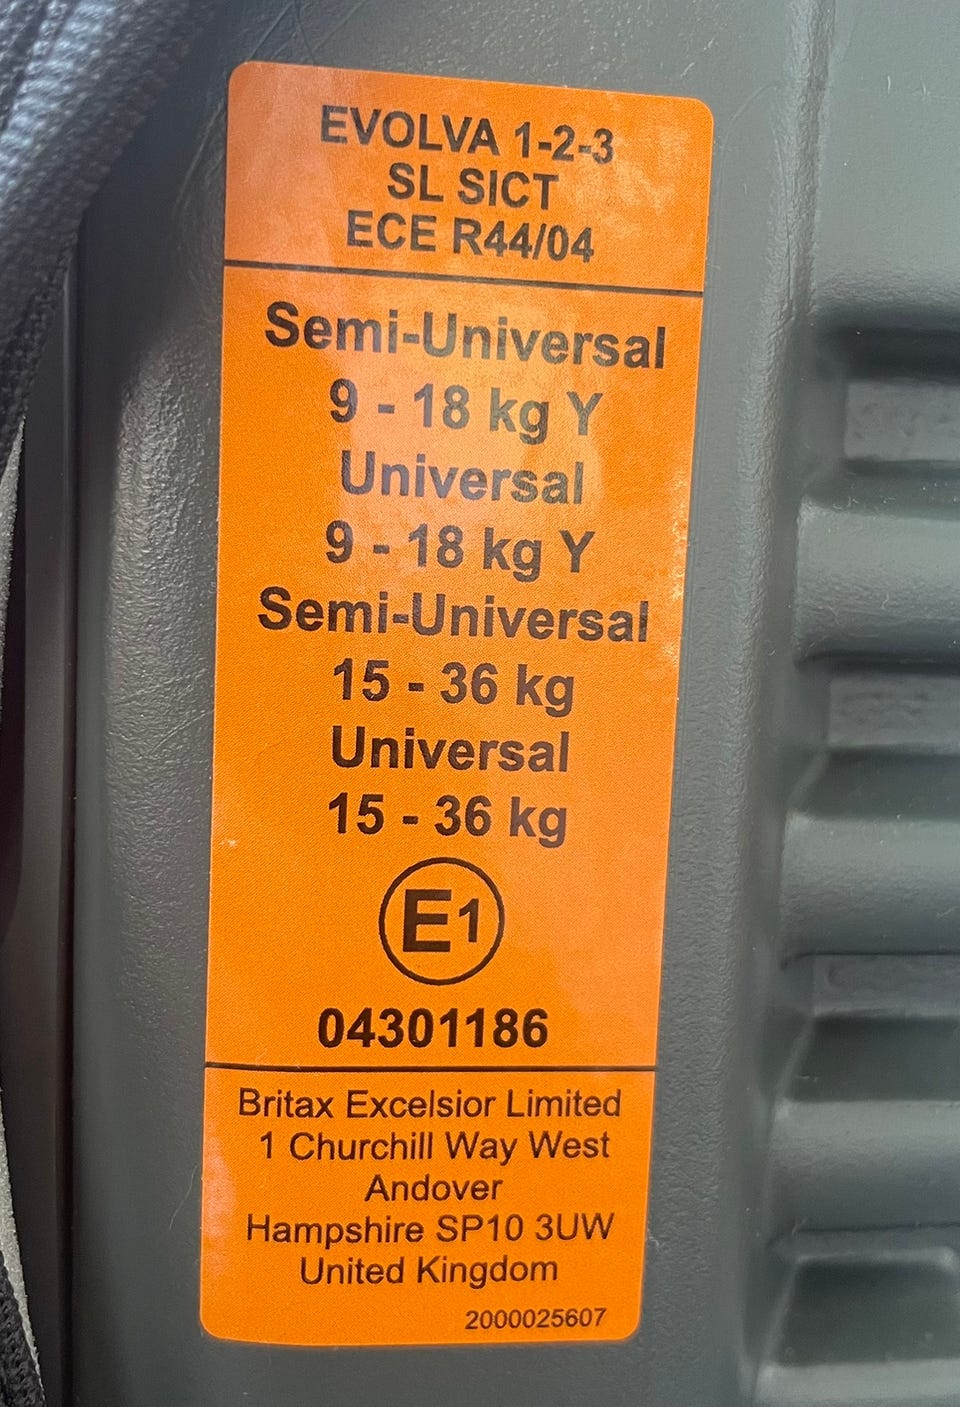 EVOLVA 1-2-3
SL SICT
ECE R44/04
Semi-Universal
9 - 18 kg Y
Universal
9 - 18 kg Y
Semi-Universal
15 - 36 kg
Universal
15 - 36 kg
E1
04301186
Britax Excelsior Limited
1 Churchill Way West
Andover
Hampshire SP10 3UW
United Kingdom
2000025607